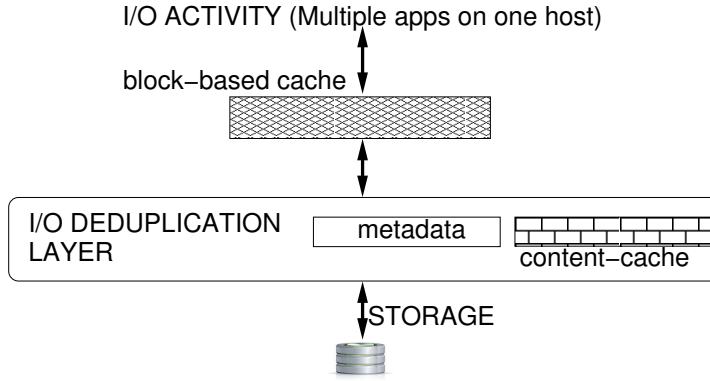 I/O ACTIVITY (Multiple apps on one host)
block−based cache
I/O DEDUPLICATION
LAYER
metadata
content−cache
STORAGE